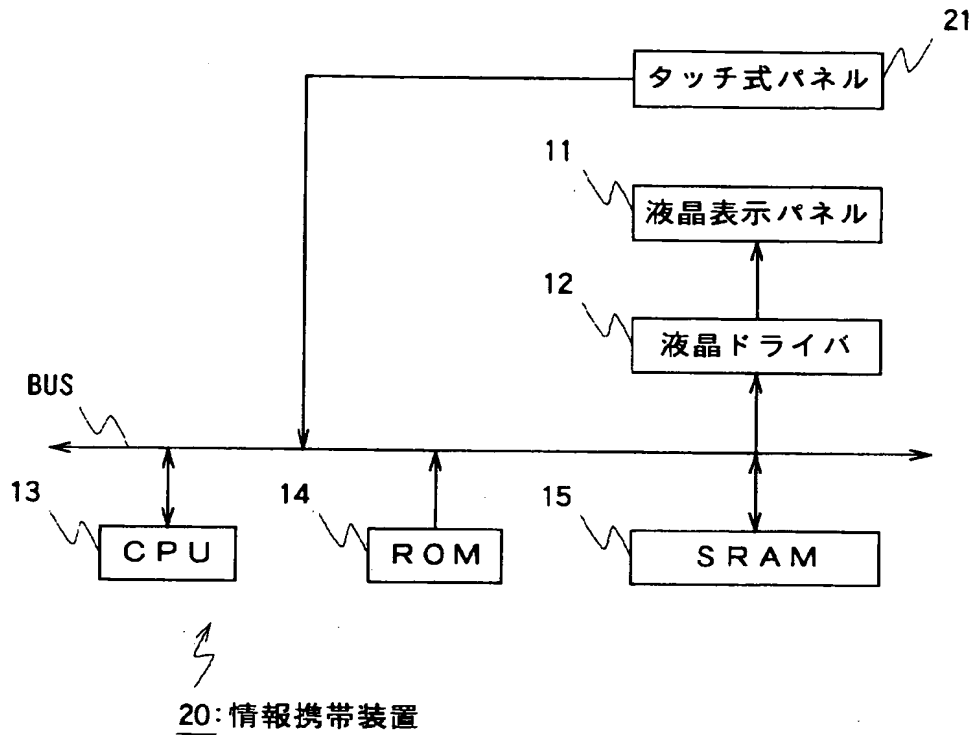 21
タッチ式パネル
11
液晶表示パネル
12
液晶ドライバ
BUS
13
14
15
CPU
ROM
SRAM
20:情報携帯装置